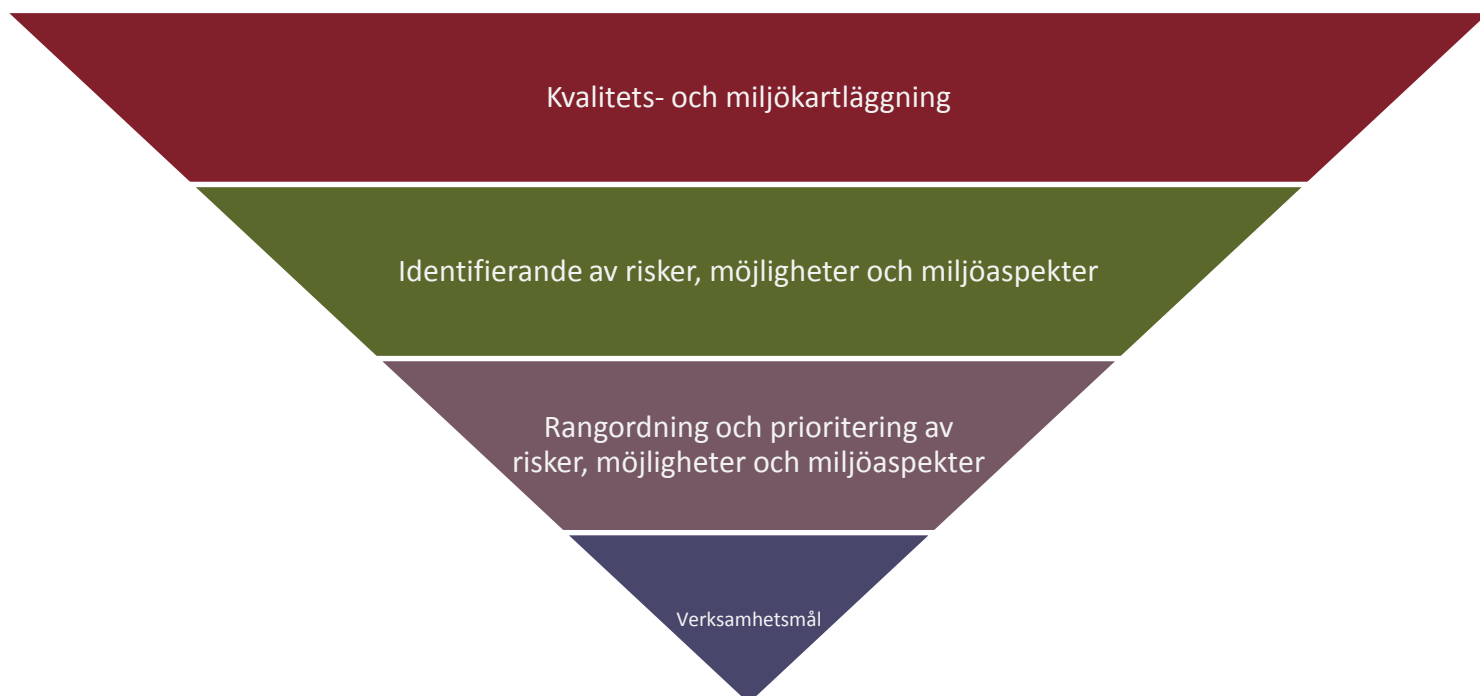 Kvalitets- och miljökartläggning
Identifierande av risker, möjligheter och miljöaspekter
Rangordning och prioritering av
risker, möjligheter och miljöaspekter
Verksamhetsmål